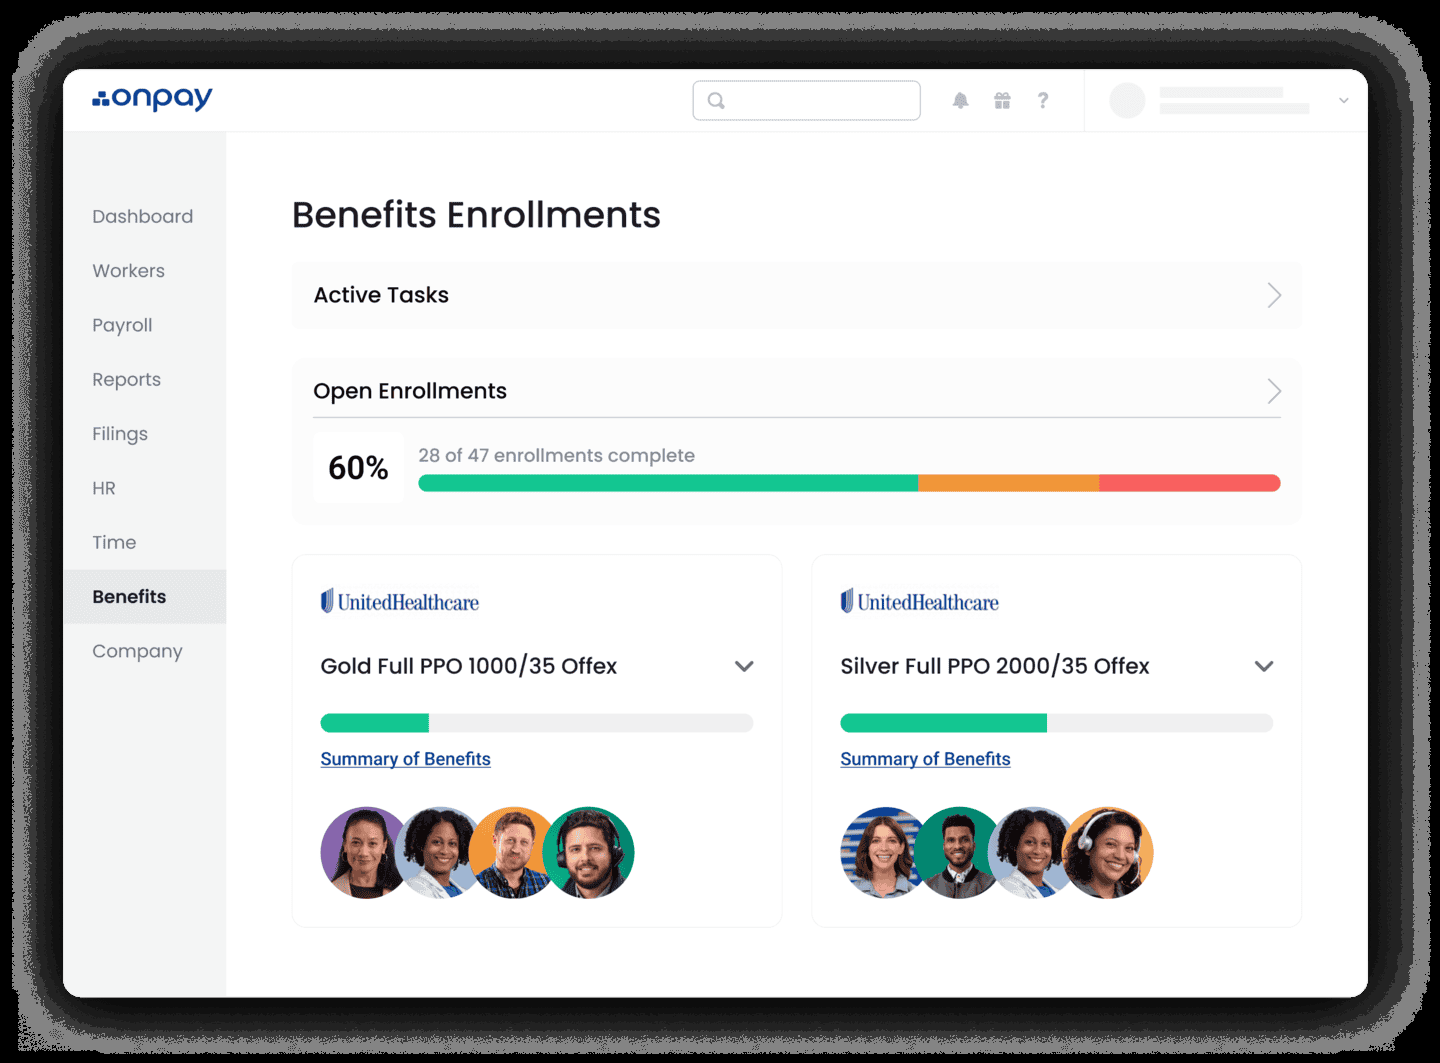 onpay
?
Dashboard
Workers
Payroll
Reports
Filings
HR
Time
Benefits
Company
Benefits Enrollments
Active Tasks
Open Enrollments
60%
28 of 47 enrollments complete
UnitedHealthcare
Gold Full PPO 1000/35 Offex
Summary of Benefits
UnitedHealthcare
Silver Full PPO 2000/35 Offex
Summary of Benefits